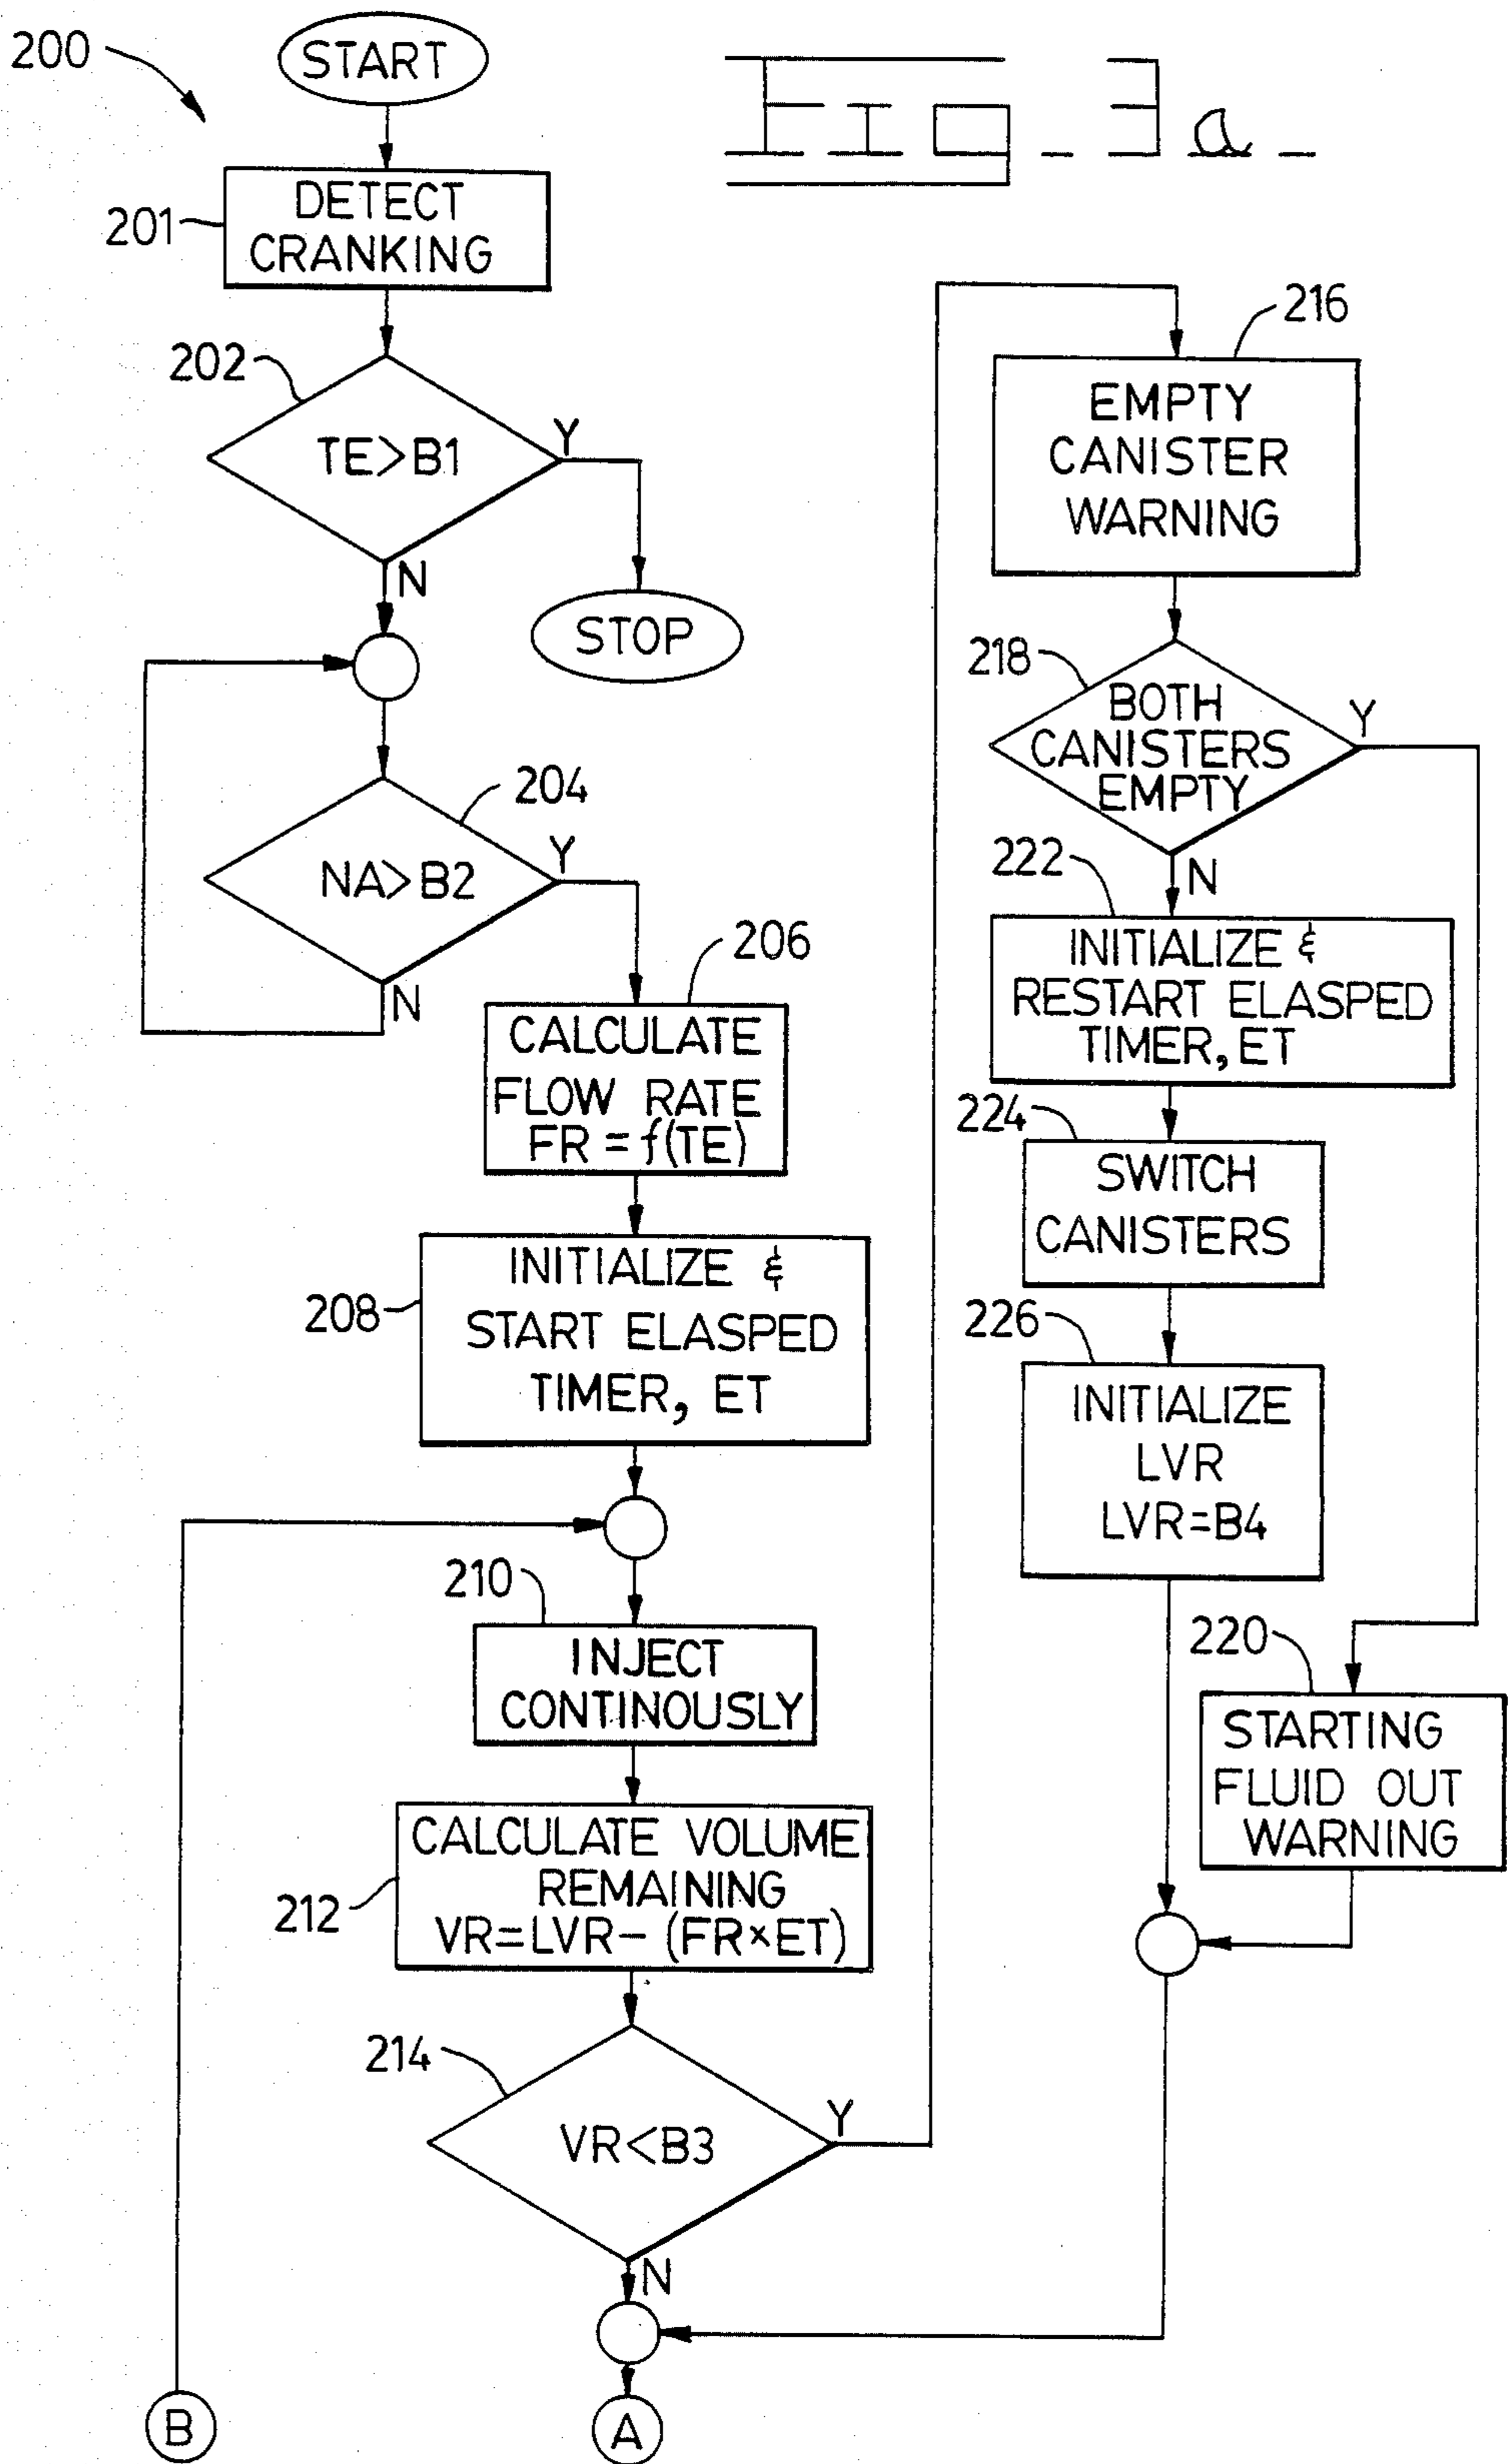 200
START
FIG_3a_
201
DETECT
CRANKING
202
TE>B1
Y
N
STOP
204
NA>B2
Y
N
206
CALCULATE
FLOW RATE
FR = f(TE)
208
INITIALIZE &
START ELASPED
TIMER, ET
210
INJECT
CONTINOUSLY
212
CALCULATE VOLUME
REMAINING
VR=LVR- (FR×ET)
214
VR<B3
Y
N
B
A
216
EMPTY
CANISTER
WARNING
218
BOTH
CANISTERS
EMPTY
Y
N
222
INITIALIZE &
RESTART ELASPED
TIMER, ET
224
SWITCH
CANISTERS
226
INITIALIZE
LVR
LVR=B4
220
STARTING
FLUID OUT
WARNING